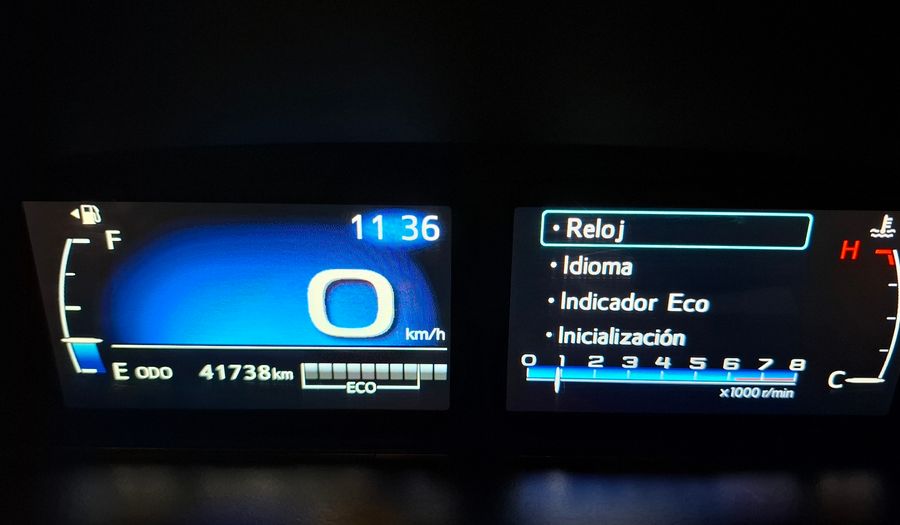 F
11 36
0
km/h
E ODO 41738km
ECO
• Reloj
• Idioma
• Indicador Eco
• Inicialización
0 1 2 3 4 5 6 7 8
x1000 r/min
H
C